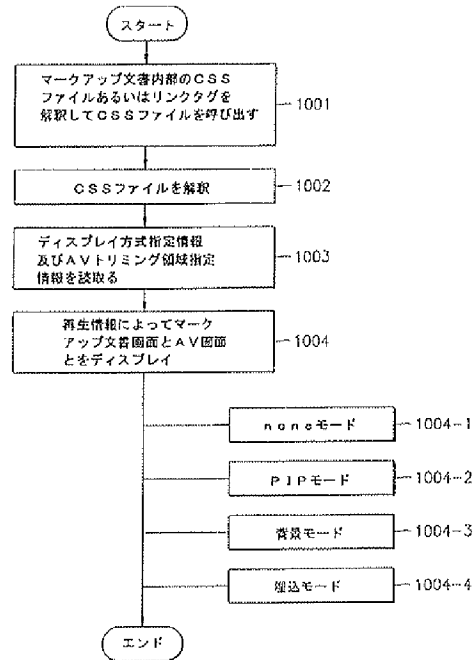 スタート
マークアップ文書内部のCSS
ファイルあるいはリンクタグを
解釈してCSSファイルを呼び出す
1001
CSSファイルを解釈
1002
ディスプレイ方式指定情報
及びAVトリミング領域指定
情報を読取る
1003
再生情報によってマーク
アップ文書画面とAV画面
とをディスプレイ
1004
noneモード
1004-1
PIPモード
1004-2
背景モード
1004-3
埋込モード
1004-4
エンド